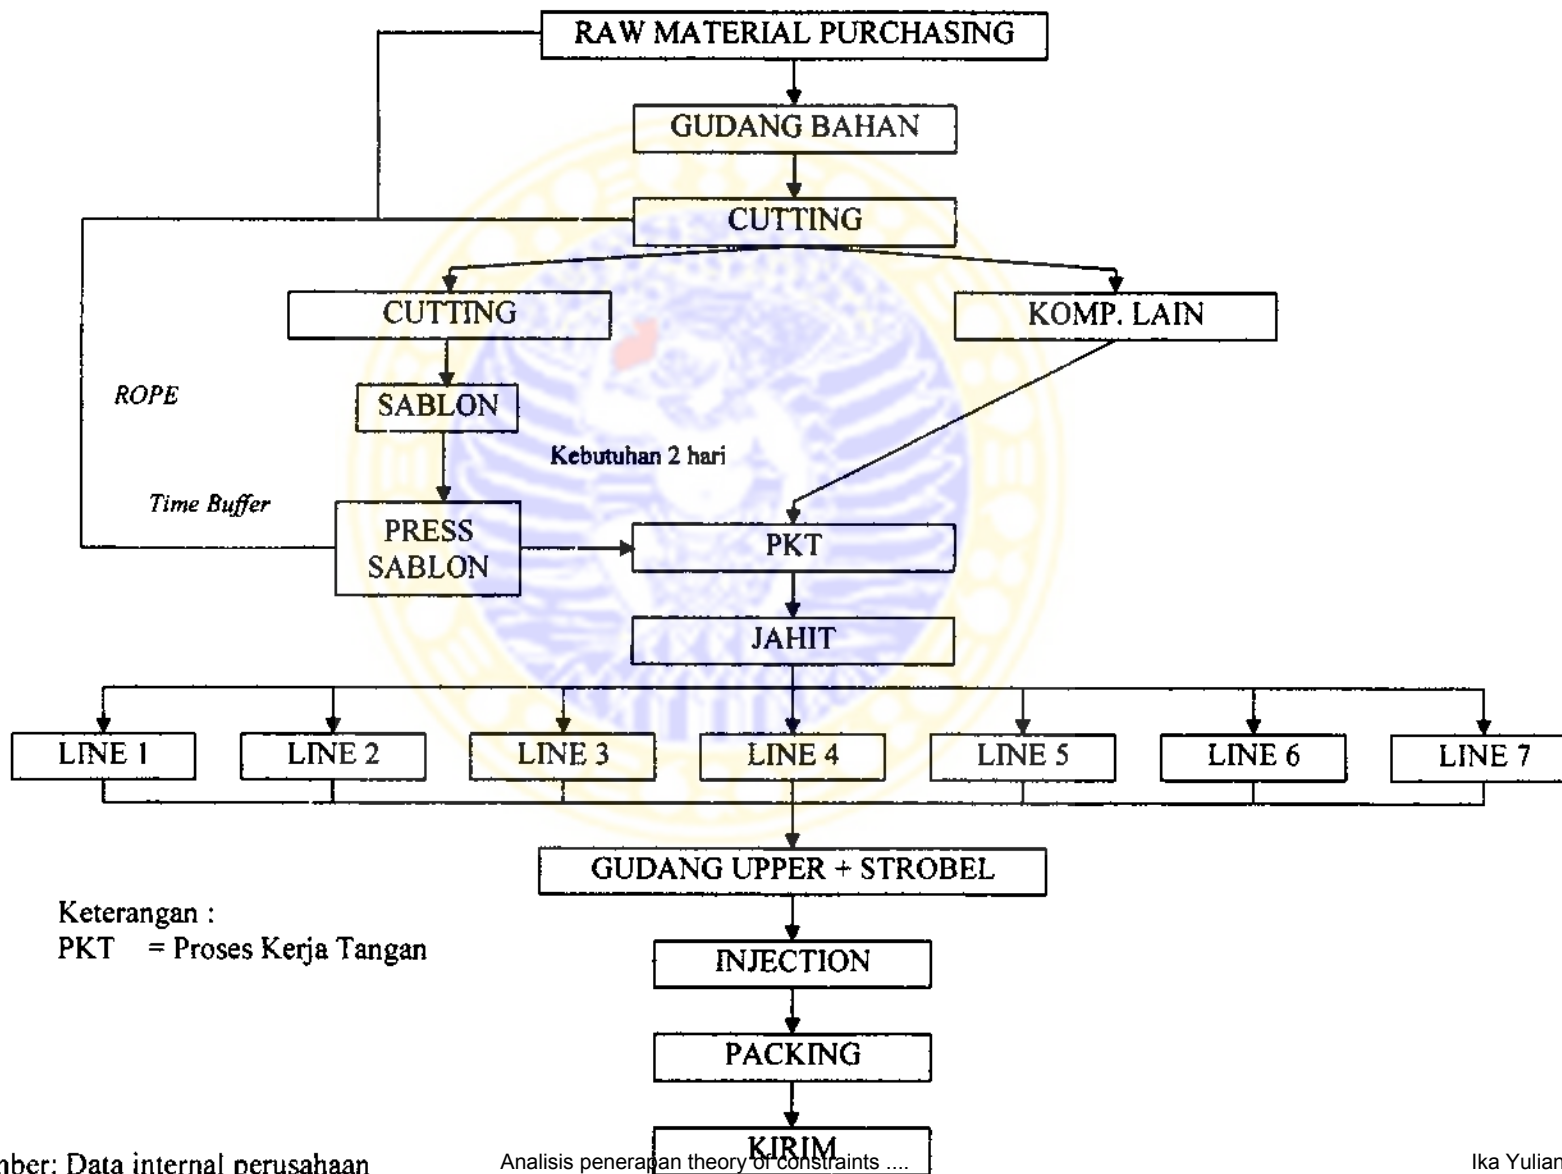 RAW MATERIAL PURCHASING
GUDANG BAHAN
CUTTING
CUTTING
KOMP. LAIN
ROPE
SABLON
Kebutuhan 2 hari
Time Buffer
PRESS
SABLON
PKT
JAHIT
LINE 1
LINE 2
LINE 3
LINE 4
LINE 5
LINE 6
LINE 7
GUDANG UPPER + STROBEL
Keterangan :
PKT = Proses Kerja Tangan
INJECTION
PACKING
KIRIM
Data internal perusahaan
Analisis penerapan theory of constraints ....
Ika Yulian